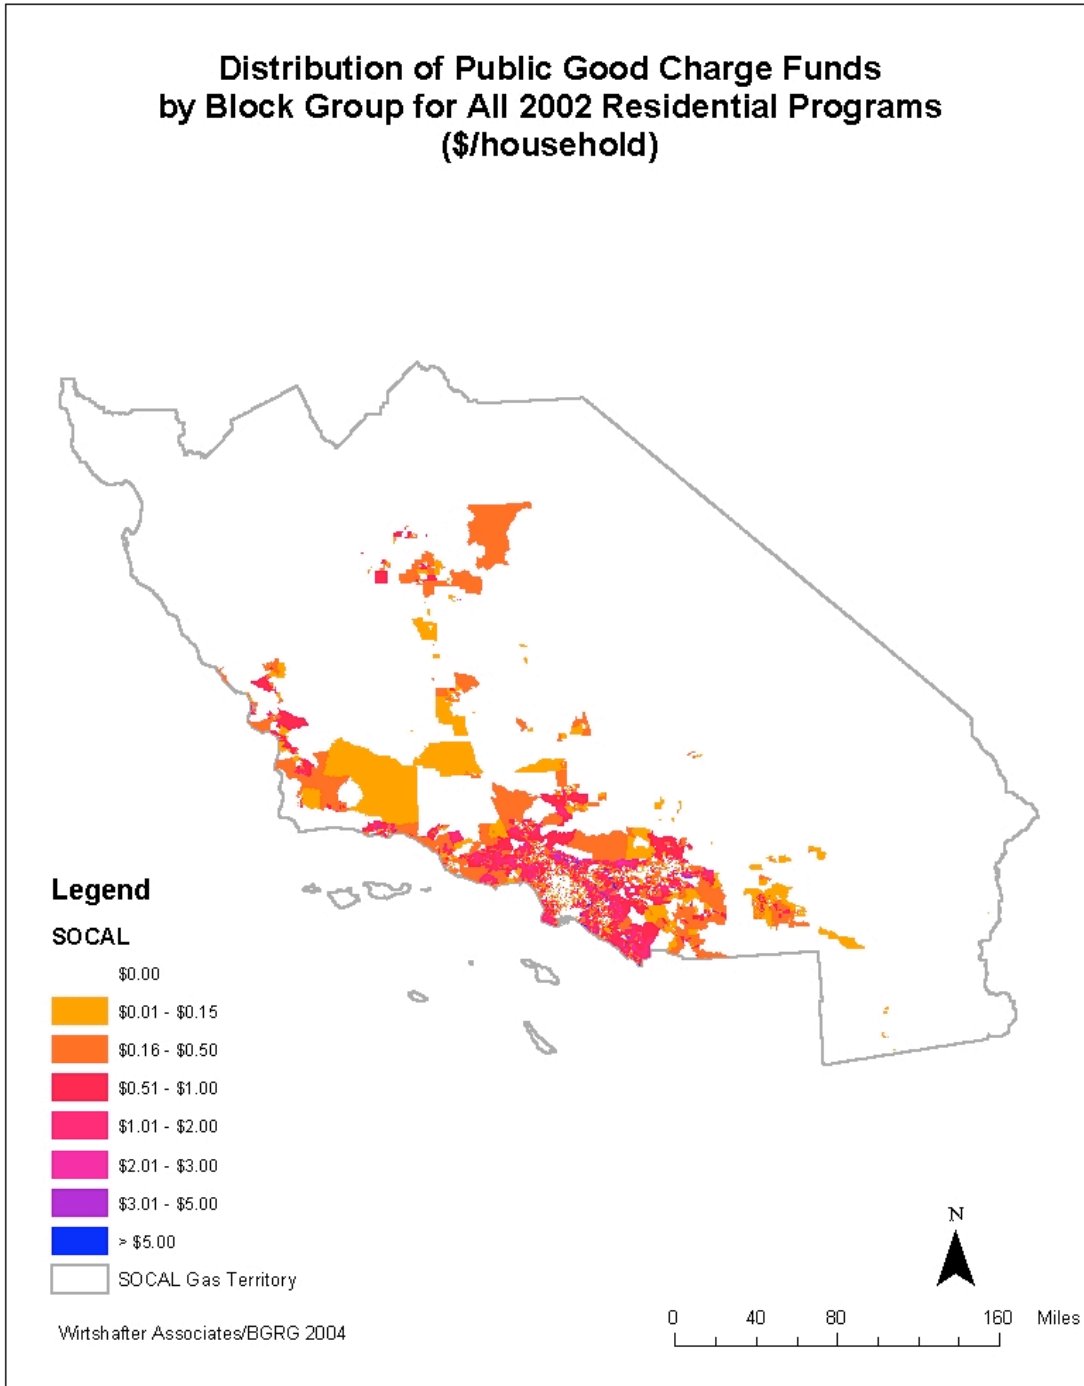 Distribution of Public Good Charge Funds
by Block Group for All 2002 Residential Programs
($/household)
Legend
SOCAL
$0.00
$0.01 - $0.15
$0.16 - $0.50
$0.51 - $1.00
$1.01 - $2.00
$2.01 - $3.00
$3.01 - $5.00
> $5.00
SOCAL Gas Territory
Wirtshafter Associates/BGRG 2004
N
0 40 80 160 Miles